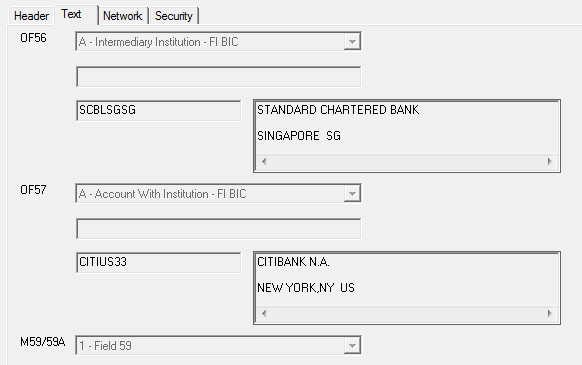 Header Text Network Security
OF56 A - Intermediary Institution - FI BIC
SCBLSGSG STANDARD CHARTERED BANK
SINGAPORE SG
OF57 A - Account With Institution - FI BIC
CITIUS33 CITIBANK N.A.
NEW YORK,NY US
M59/59A 1 - Field 59